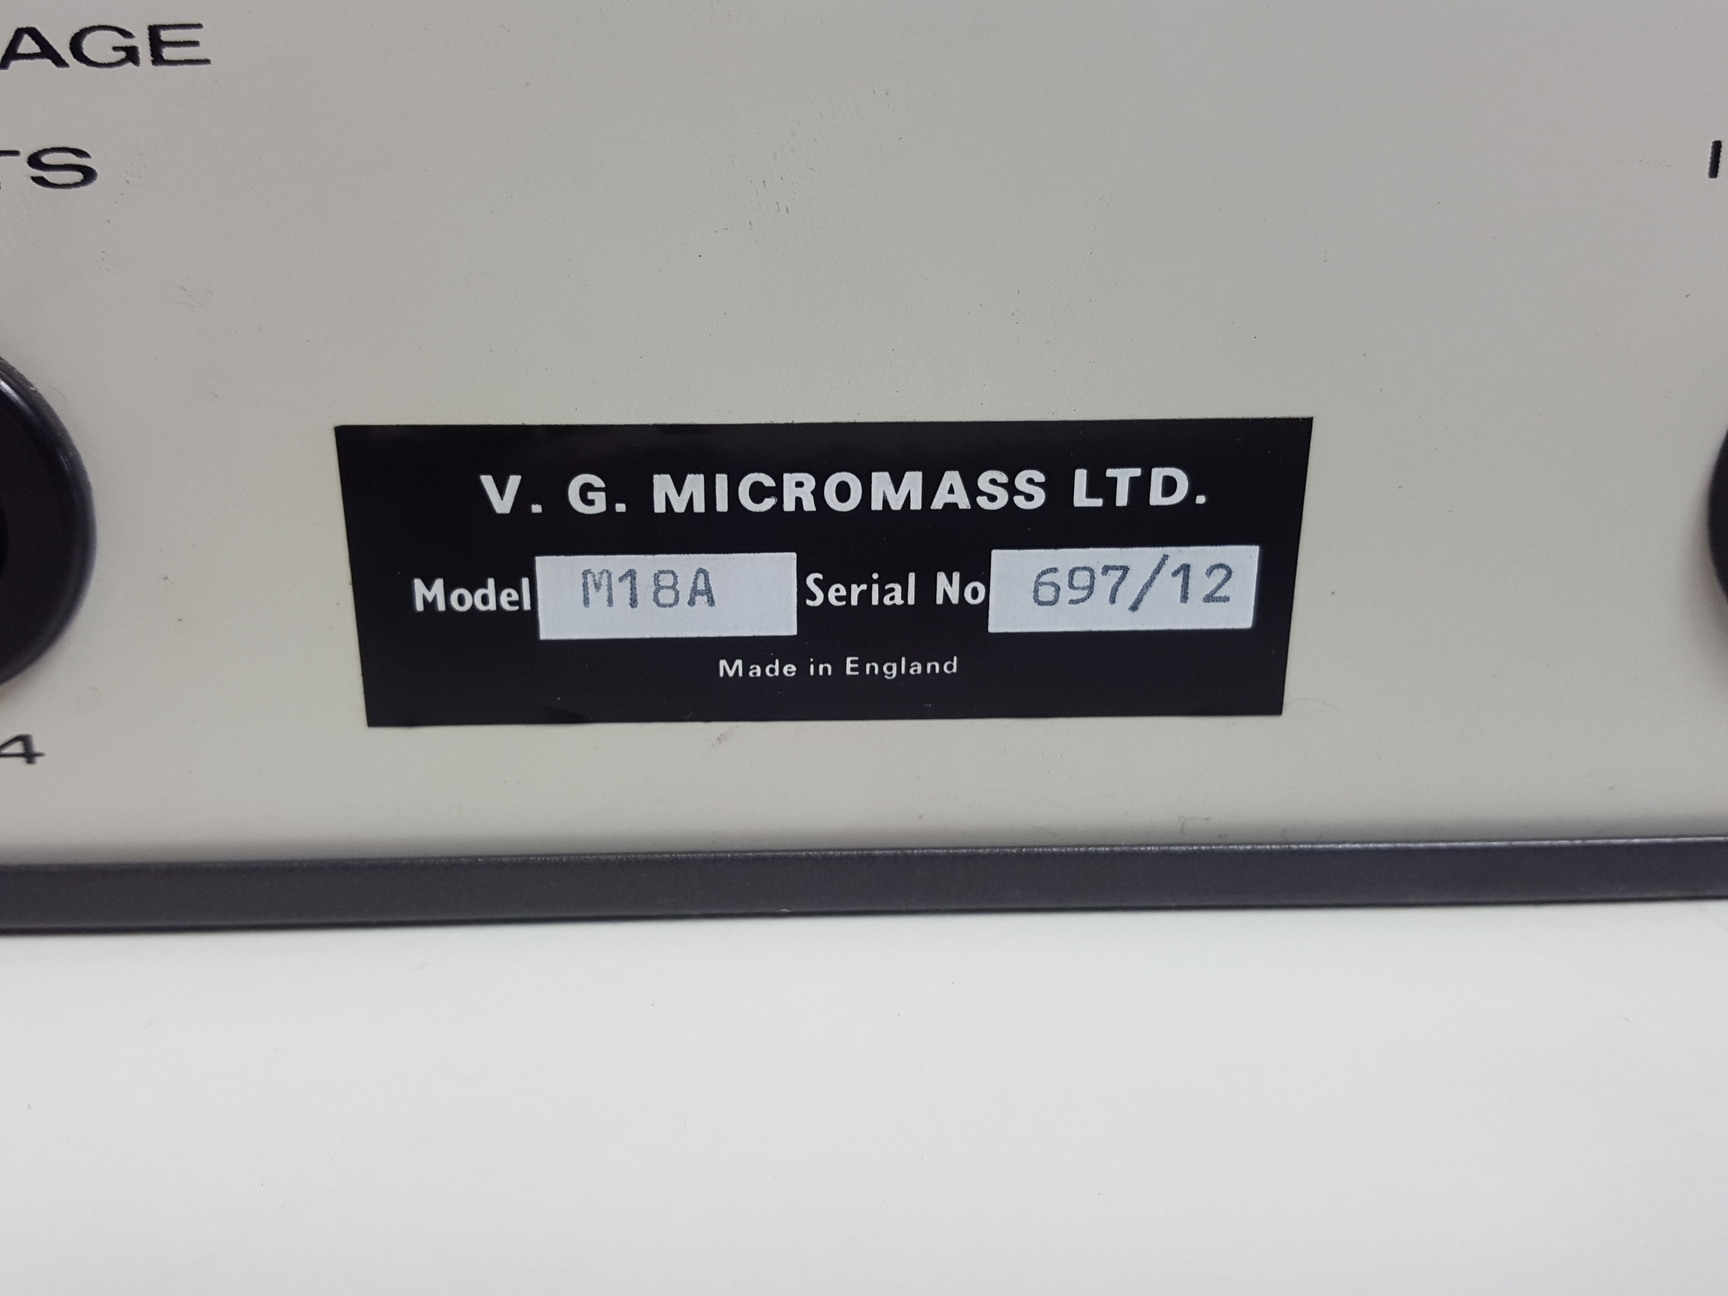 AGE
TS
V. G. MICROMASS LTD.
Model M18A Serial No 697/12
Made in England
4